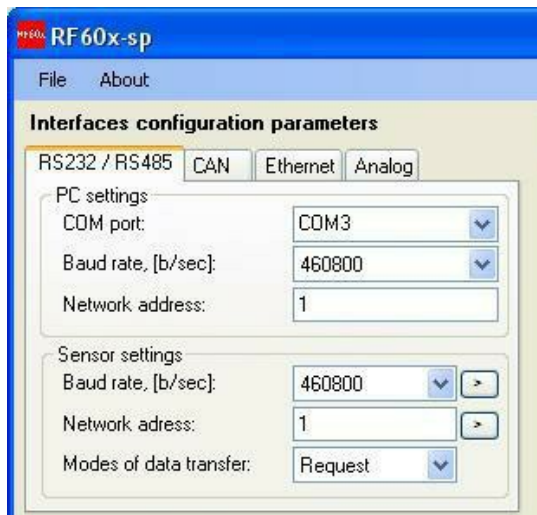 RF60x RF60x-sp
File About
Interfaces configuration parameters
RS232 / RS485 CAN Ethernet Analog
PC settings
COM port: COM3
Baud rate, [b/sec]: 460800
Network address: 1
Sensor settings
Baud rate, [b/sec]: 460800 >
Network adress: 1 >
Modes of data transfer: Request